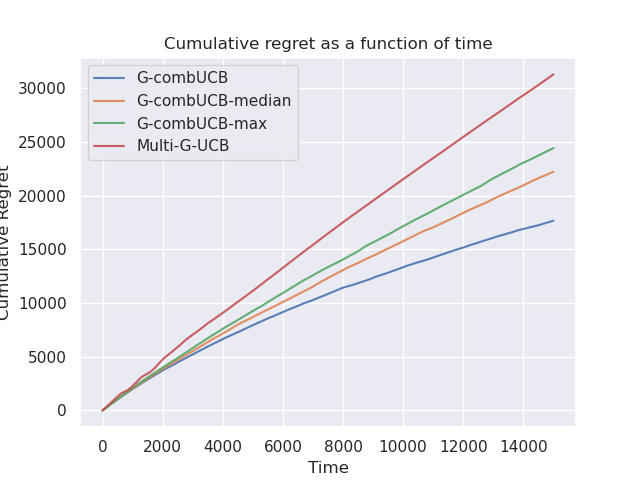 Cumulative regret as a function of time
G-combUCB
G-combUCB-median
G-combUCB-max
Multi-G-UCB
30000
25000
20000
15000
10000
5000
0
Cumulative Regret
0 2000 4000 6000 8000 10000 12000 14000
Time